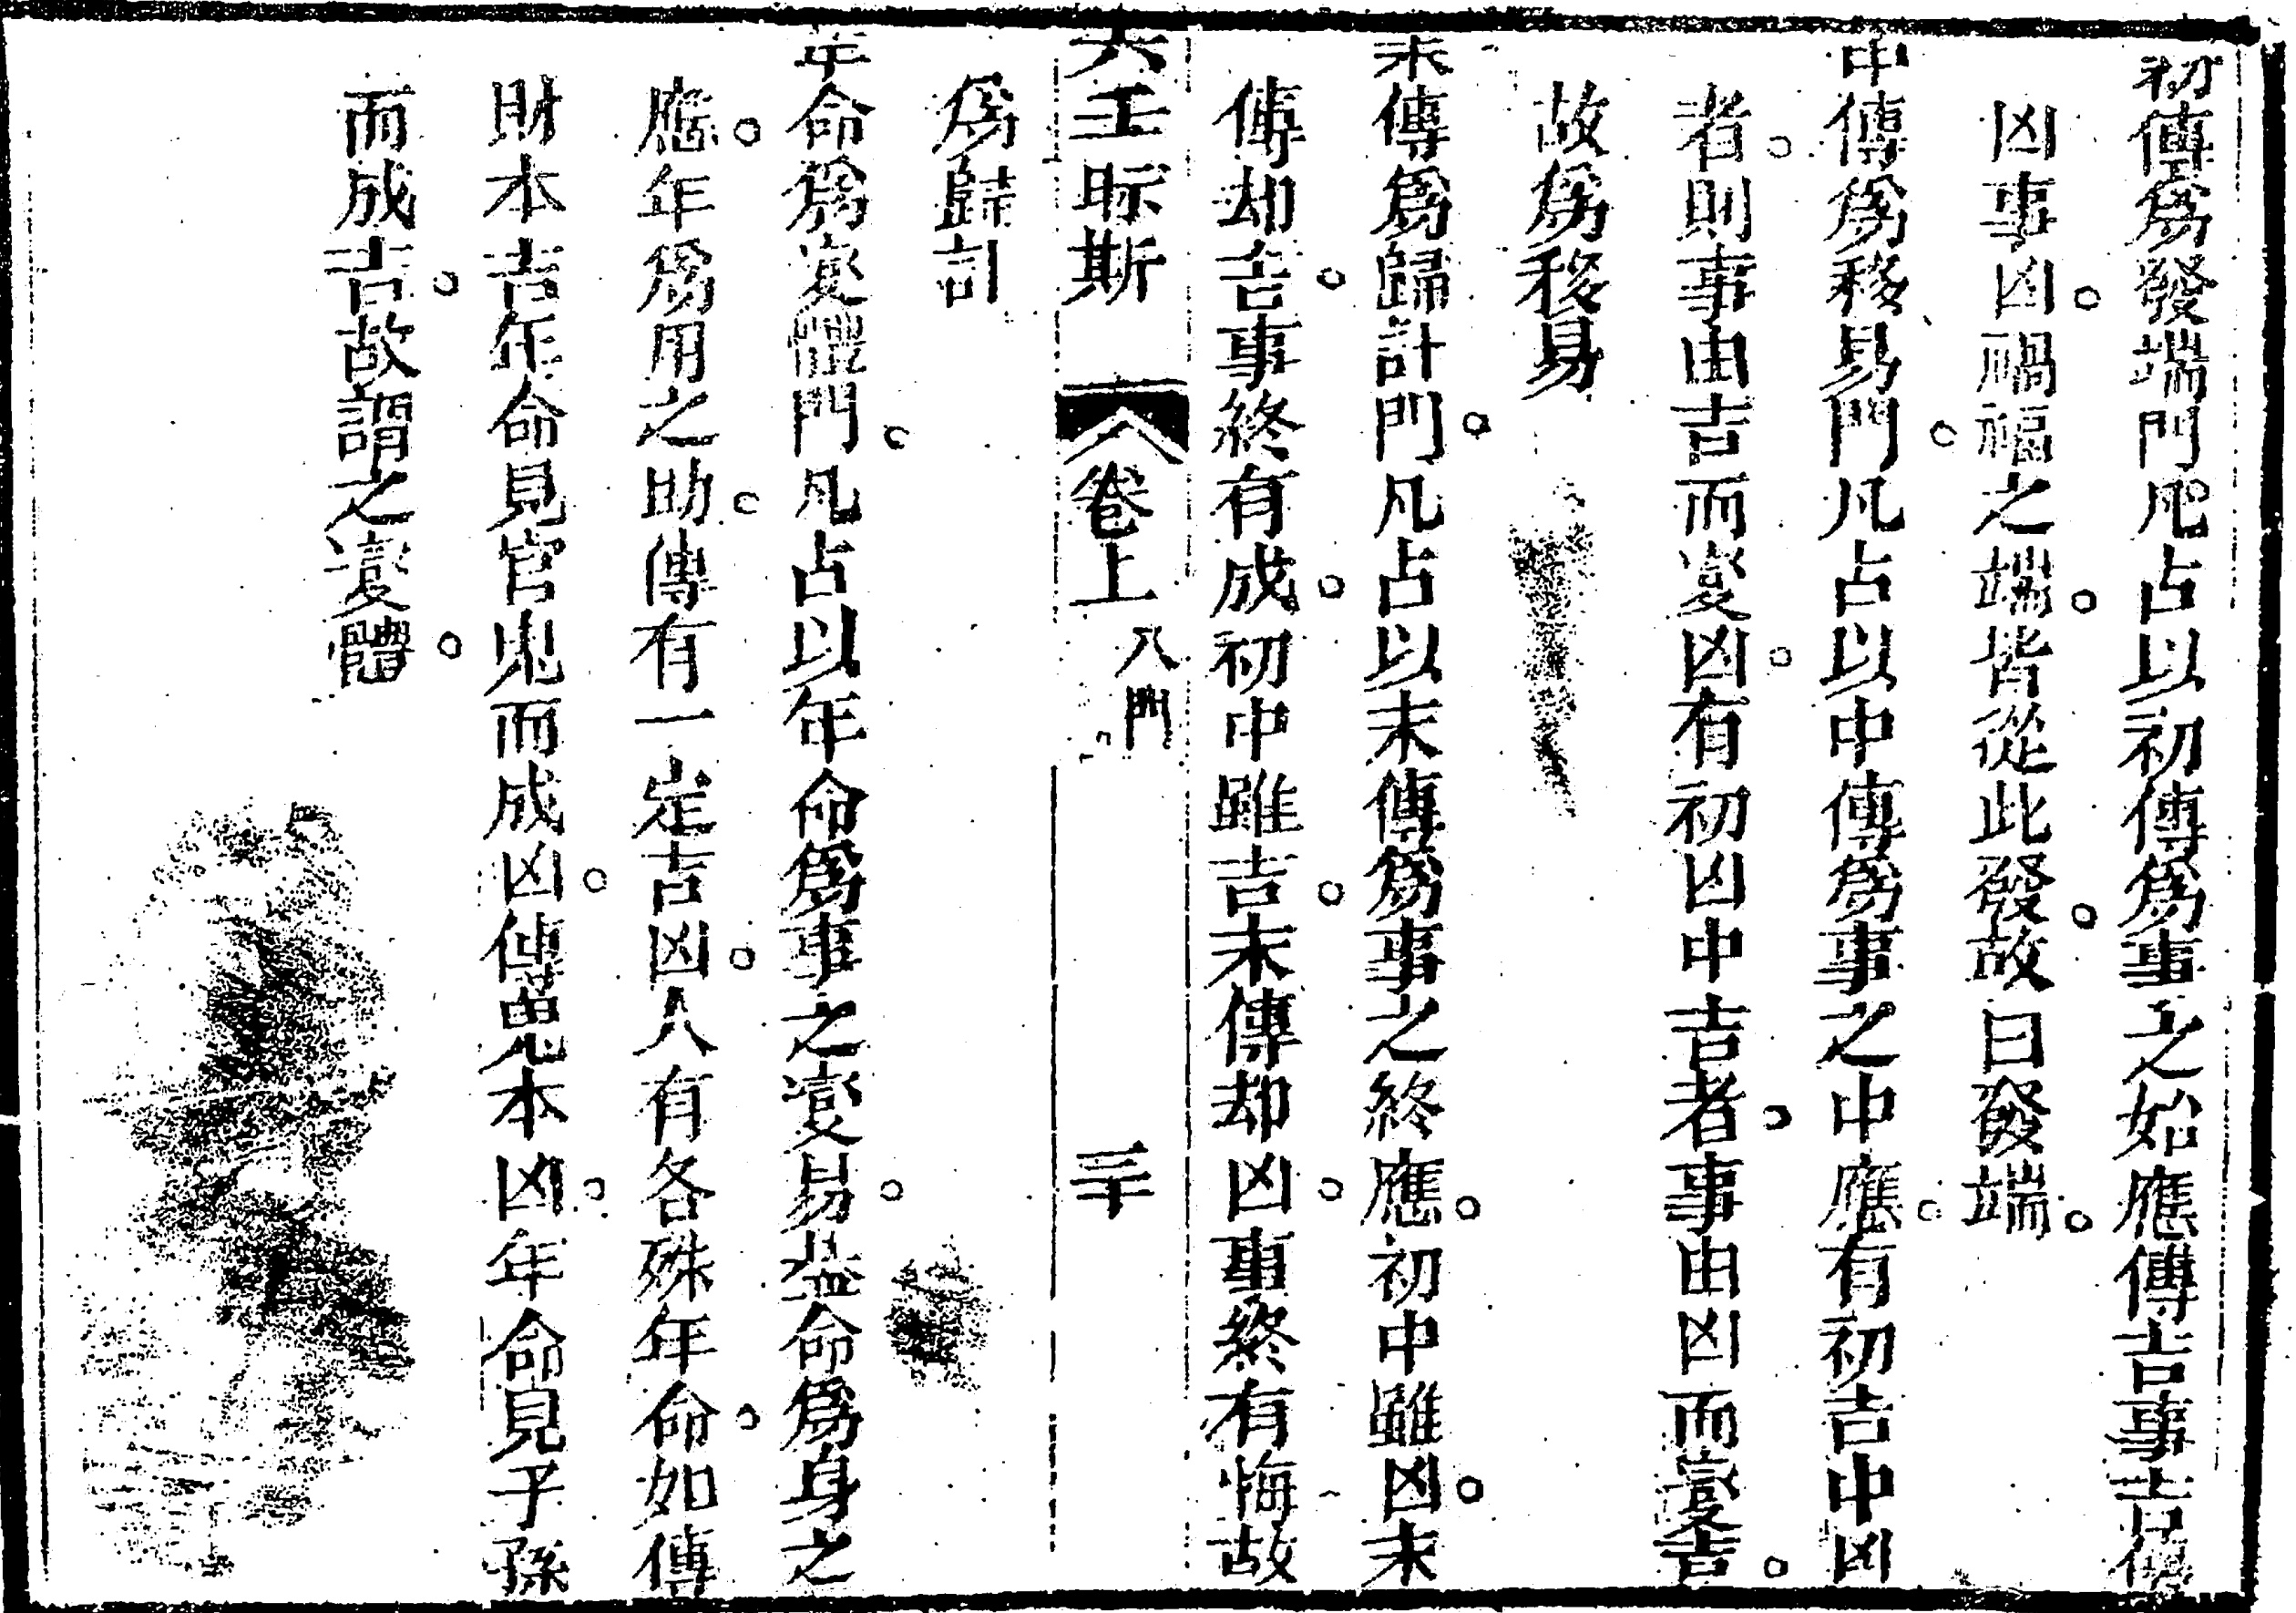 初傳爲發端門凡占以初傳爲事之始應傳吉事吉傳
凶事凶禍福之端皆從此發故曰發端
中傳爲移易門凡占以中傳爲事之中應有初吉中凶
者則事由吉而變凶有初凶中吉者事由凶而變吉
故爲移易
末傳爲歸計門凡占以末傳爲事之終應初中雖凶末
傳却吉事終有成初中雖吉末傳却凶事終有悔故
爲歸計
六壬眎斯 卷上 八門 三十
年命爲變體門凡占以年命爲事之變易葢命爲身之
應年爲用之助傳有一定吉凶人有各殊年命如傳
財本吉年命見官鬼而成凶傳鬼本凶年命見子孫
而成吉故謂之變體